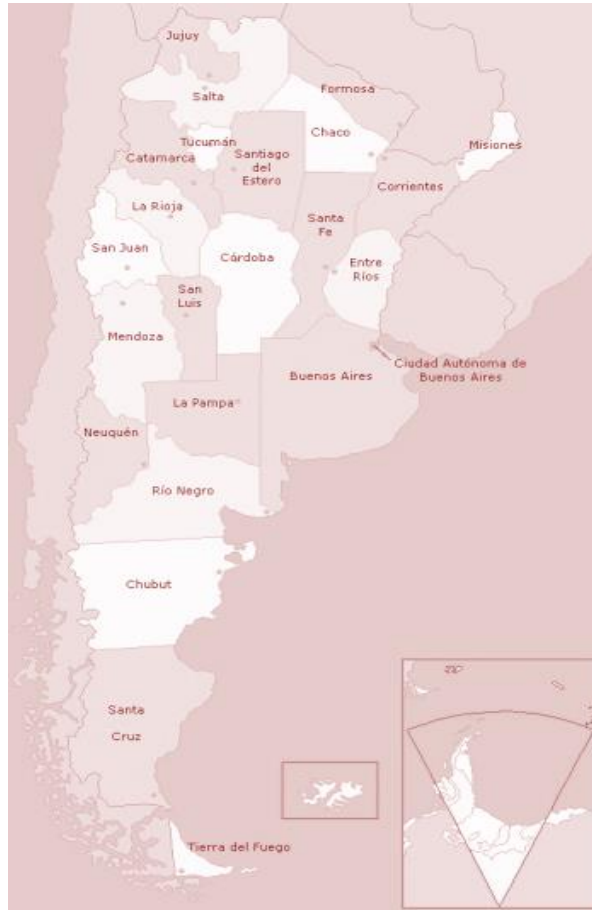 Jujuy
Salta
Formosa
Chaco
Tucumán
Misiones
Catamarca
Santiago
del
Estero
Corrientes
La Rioja
Santa
Fe
San Juan
Córdoba
Entre
Ríos
San
Luis
Mendoza
Ciudad Autónoma de
Buenos Aires
Buenos Aires
La Pampa
Neuquén
Río Negro
Chubut
Santa
Cruz
Tierra del Fuego